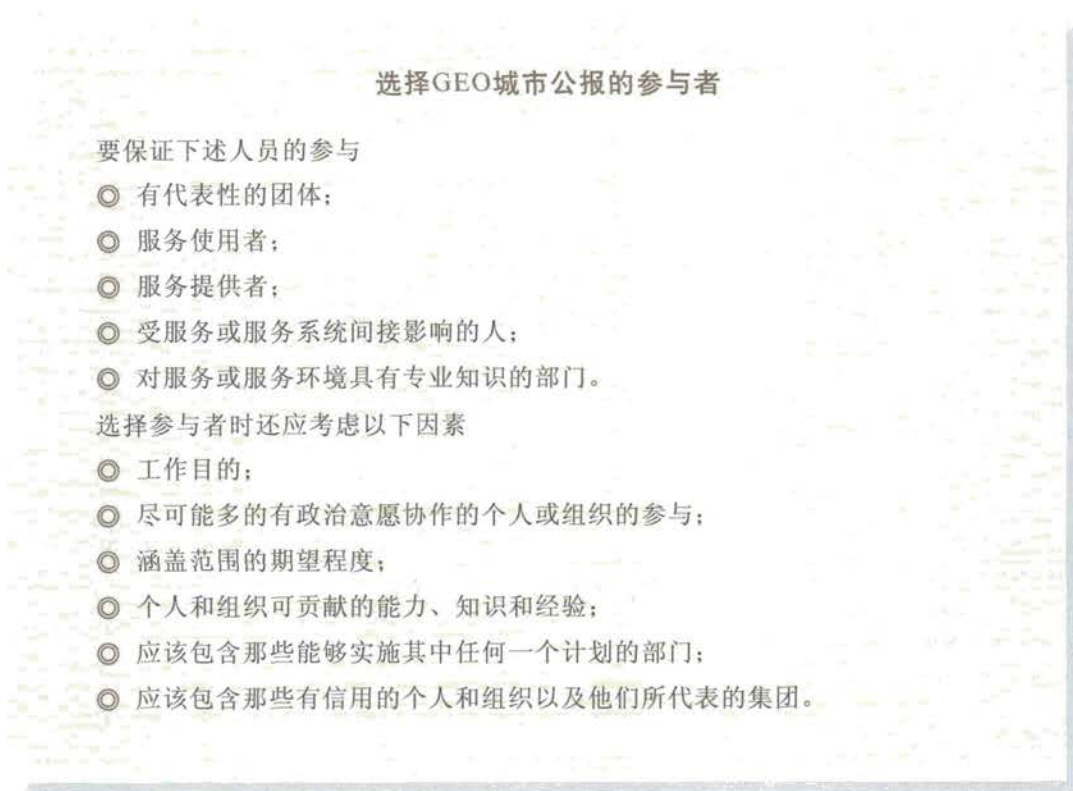 选择GEO城市公报的参与者
要保证下述人员的参与
◎ 有代表性的团体；
◎ 服务使用者；
◎ 服务提供者；
◎ 受服务或服务系统间接影响的人；
◎ 对服务或服务环境具有专业知识的部门。
选择参与者时还应考虑以下因素
◎ 工作目的；
◎ 尽可能多的有政治意愿协作的个人或组织的参与；
◎ 涵盖范围的期望程度；
◎ 个人和组织可贡献的能力、知识和经验；
◎ 应该包含那些能够实施其中任何一个计划的部门；
◎ 应该包含那些有信用的个人和组织以及他们所代表的集团。